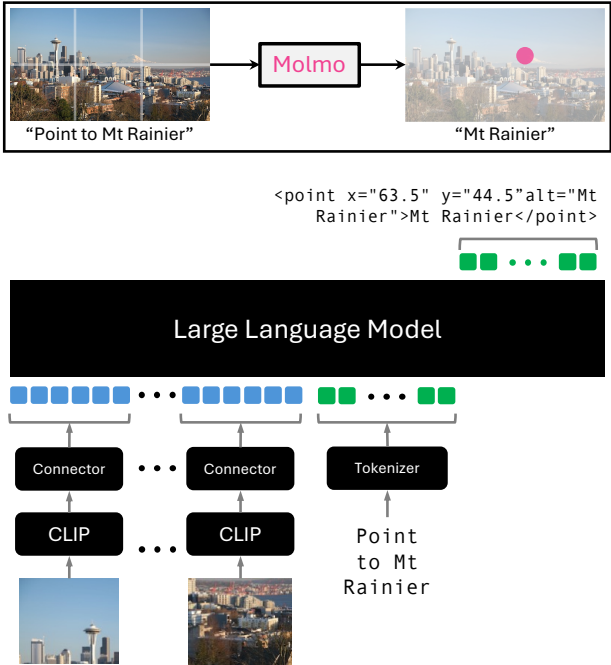 Molmo
“Point to Mt Rainier”
“Mt Rainier”
<point x="63.5" y="44.5”alt="Mt
Rainier">Mt Rainier</point>
Large Language Model
Connector
Connector
Tokenizer
CLIP
CLIP
Point
to Mt
Rainier